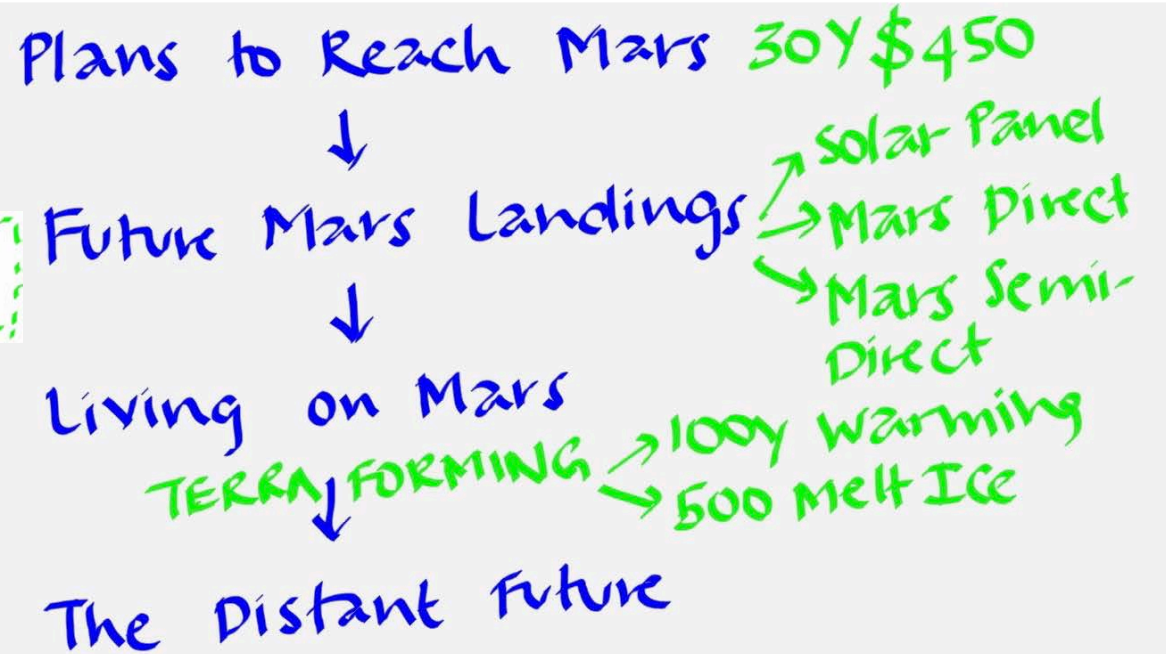 Plans to Reach Mars 30Y $450
Solar Panel
Future Mars Landings
Mars Direct
Mars Semi-
Direct
Living on Mars
TERRA FORMING
100Y Warming
500 Melt Ice
The Distant Future